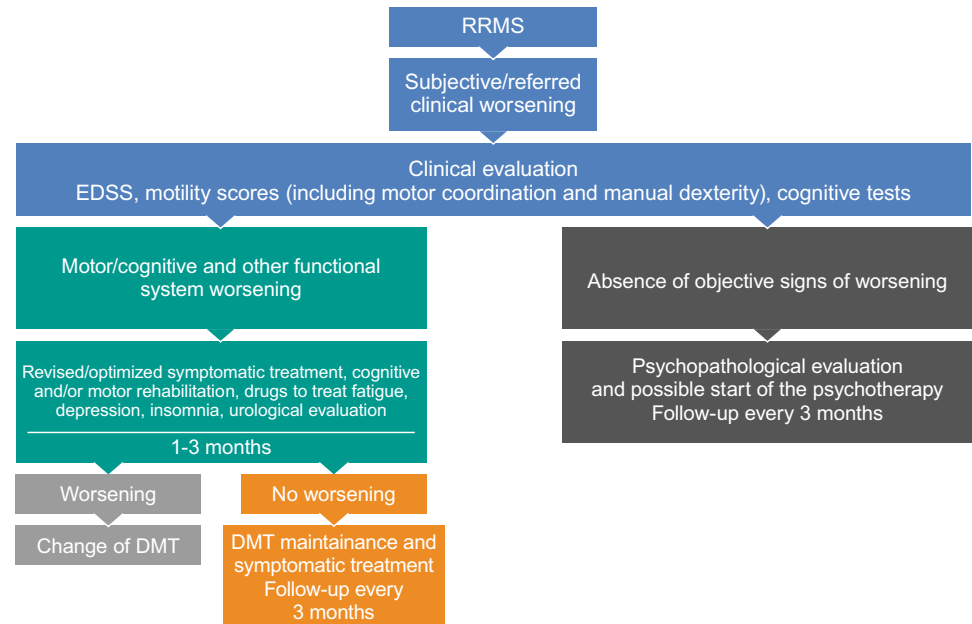 RRMS
Subjective/referred
clinical worsening
Clinical evaluation
EDSS, motility scores (including motor coordination and manual dexterity), cognitive tests
Motor/cognitive and other functional
system worsening
Absence of objective signs of worsening
Revised/optimized symptomatic treatment, cognitive
and/or motor rehabilitation, drugs to treat fatigue,
depression, insomnia, urological evaluation
1-3 months
Psychopathological evaluation
and possible start of the psychotherapy
Follow-up every 3 months
Worsening
No worsening
Change of DMT
DMT maintainance and
symptomatic treatment
Follow-up every
3 months